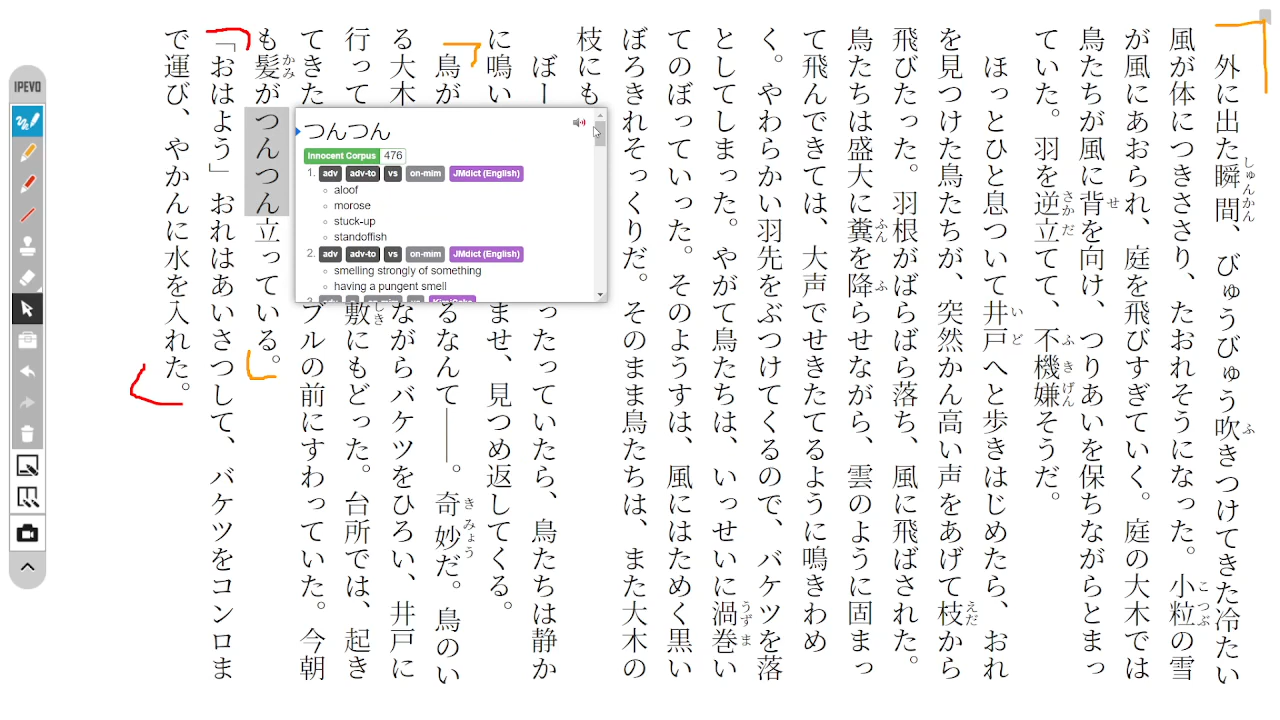 外に出た瞬間、びゅうびゅう吹きつけてきた冷たい
風が体につきささり、たおれそうになった。小粒の雪
が風にあおられ、庭を飛びすぎていく。庭の大木では
鳥たちが風に背を向け、つりあいを保ちながらとまっ
ていた。羽を逆立てて、不機嫌そうだ。
ほっとひと息ついて井戸へと歩きはじめたら、おれ
を見つけた鳥たちが、突然かん高い声をあげて枝から
飛びたった。羽根がばらばら落ち、風に飛ばされた。
鳥たちは盛大に糞を降らせながら、雲のように固まっ
て飛んできては、大声でせきたてるように鳴きわめ
く。やわらかい羽先をぶつけてくるので、バケツを落
としてしまった。やがて鳥たちは、いっせいに渦巻い
てのぼっていった。そのようすは、風にはためく黒い
ぼろきれそっくりだ。そのまま鳥たちは、また大木の
枝にも
ぼー ったっていたら、鳥たちは静か
に鳴い ませ、見つめ返してくる。
鳥が るなんて――。奇妙だ。鳥のい
る大木 ながらバケツをひろい、井戸に
行って 敷にもどった。台所では、起き
てきた ブルの前にすわっていた。今朝
も髪がつんつん立っている。
「おはよう」おれはあいさつして、バケツをコンロま
で運び、やかんに水を入れた。
つんつん
Innocent Corpus 476
1. adv adv-to vs on-mim JMdict (English)
aloof
morose
stuck-up
standoffish
2. adv adv-to vs on-mim JMdict (English)
smelling strongly of something
having a pungent smell
IPEVO